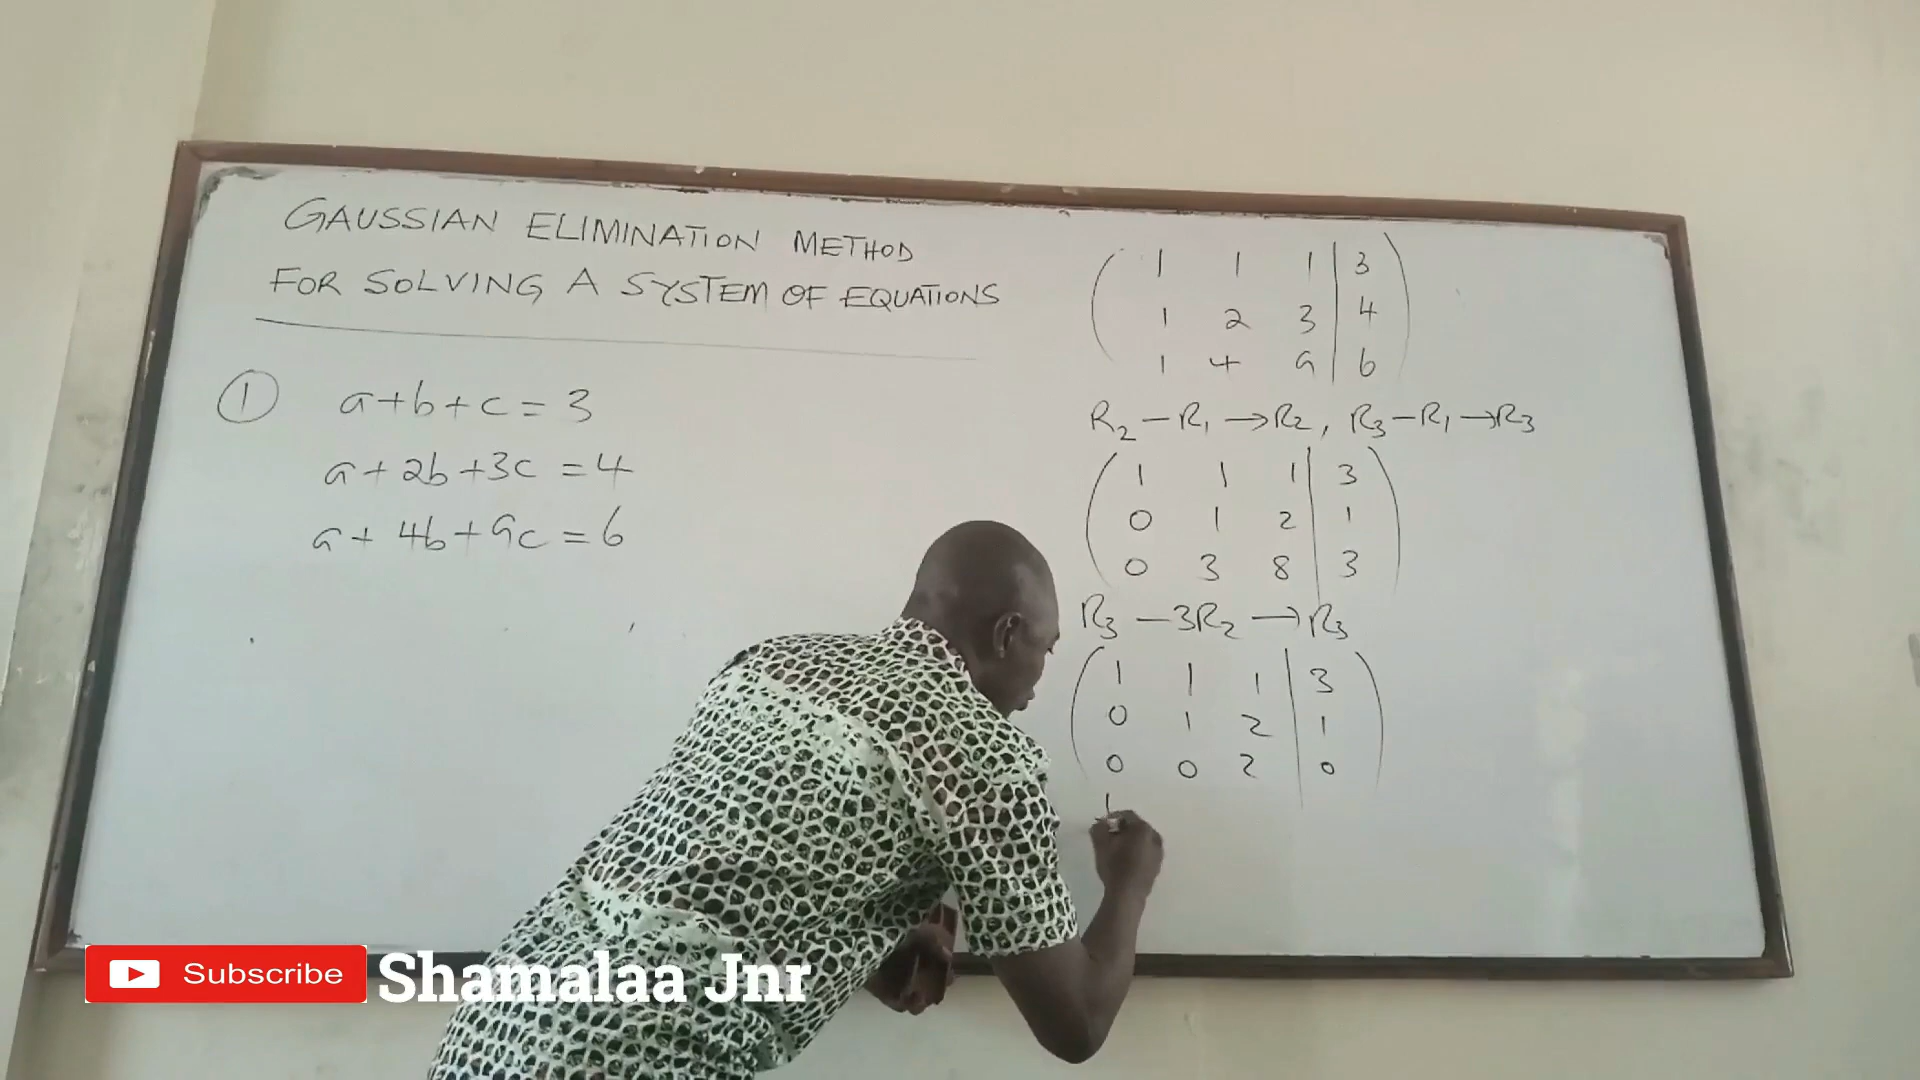 GAUSSIAN ELIMINATION METHOD
FOR SOLVING A SYSTEM OF EQUATIONS
① a+b+c=3
a+2b+3c=4
a+4b+9c=6
1 1 1 | 3
1 2 3 | 4
1 4 9 | 6
R₂ – R₁ → R₂, R₃ – R₁ → R₃
1 1 1 | 3
0 1 2 | 1
0 3 8 | 3
R₃ – 3R₂ → R₃
1 1 1 | 3
0 1 2 | 1
0 0 2 | 0
Subscribe Shamalaa Jnr